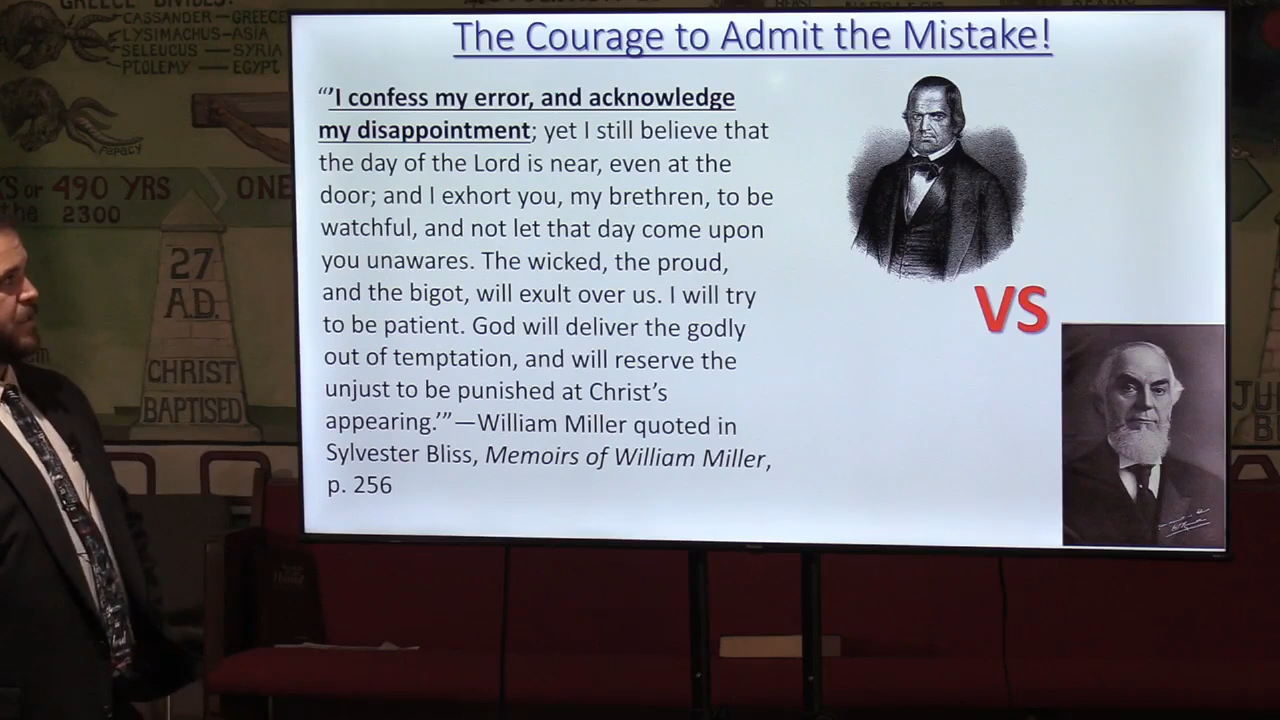 GREECE DIVIDES:
CASSANDER — GREECE
LYSIMACHUS — ASIA
SELEUCUS — SYRIA
PTOLEMY — EGYPT
PAPACY
or 490 YRS
the 2300
ONE
27
A.D.
CHRIST
BAPTISED
The Courage to Admit the Mistake!
“’I confess my error, and acknowledge
my disappointment; yet I still believe that
the day of the Lord is near, even at the
door; and I exhort you, my brethren, to be
watchful, and not let that day come upon
you unawares. The wicked, the proud,
and the bigot, will exult over us. I will try
to be patient. God will deliver the godly
out of temptation, and will reserve the
unjust to be punished at Christ’s
appearing.’”—William Miller quoted in
Sylvester Bliss, Memoirs of William Miller,
p. 256
VS